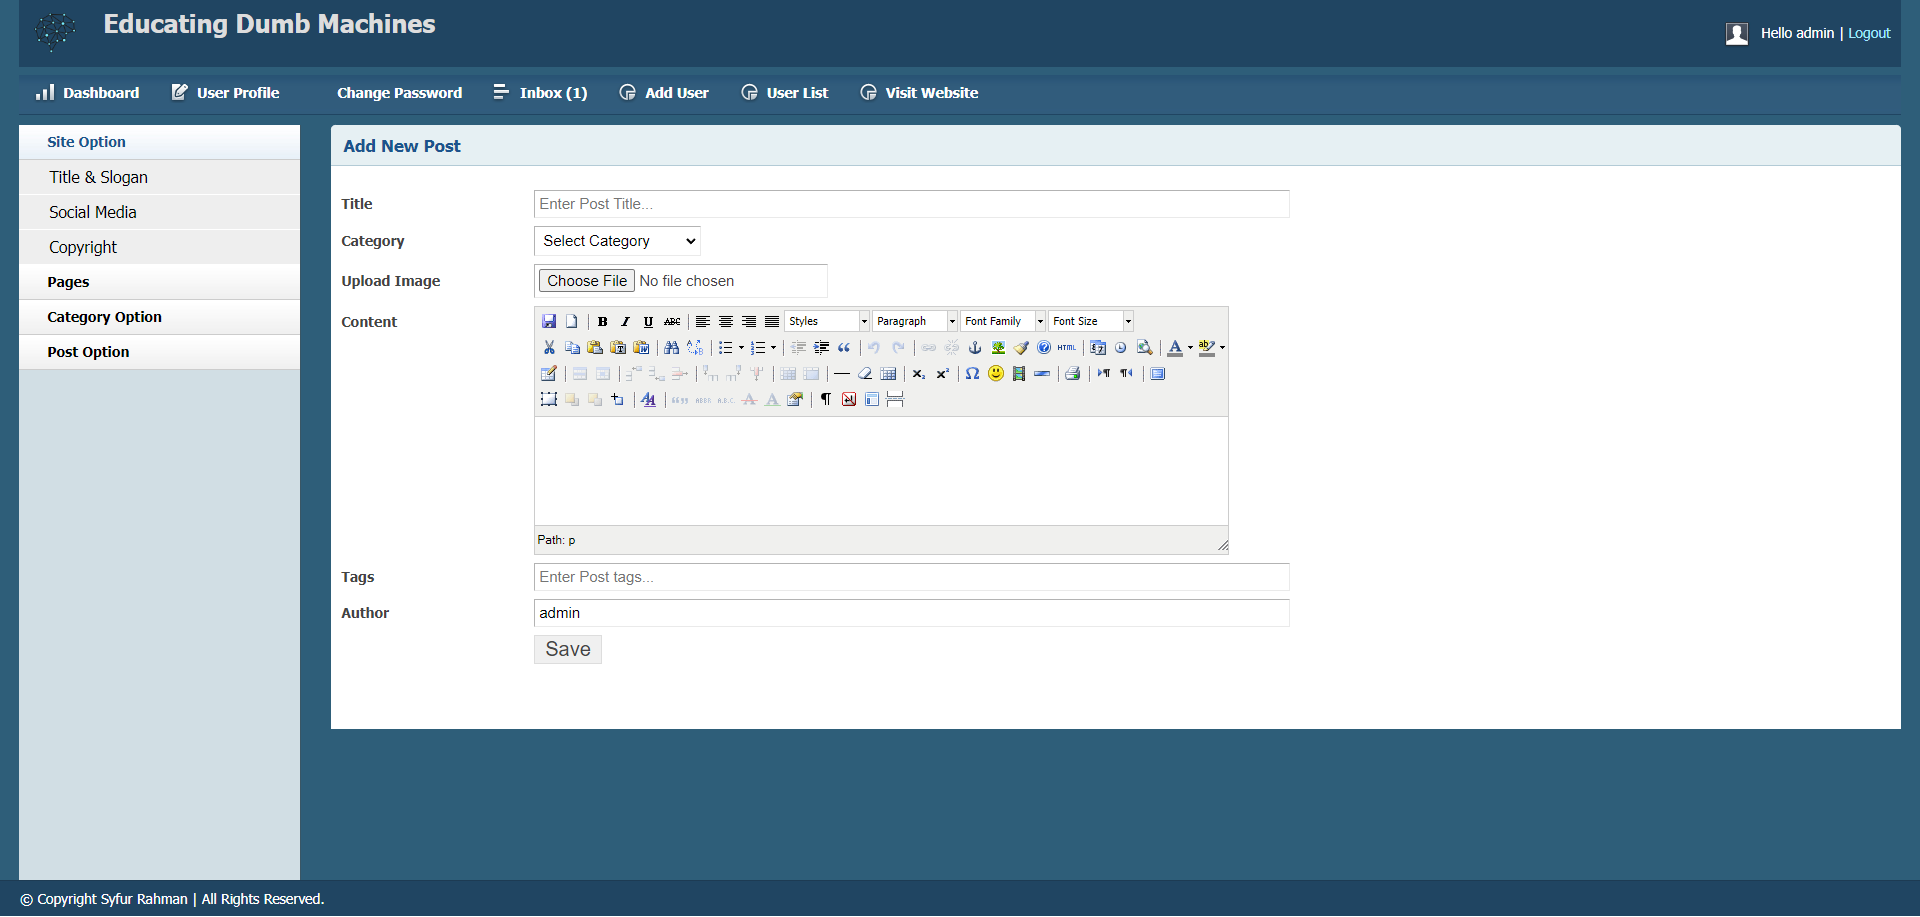 Educating Dumb Machines
Hello admin | Logout
Dashboard User Profile Change Password Inbox (1) Add User User List Visit Website
Site Option
Title & Slogan
Social Media
Copyright
Pages
Category Option
Post Option
Add New Post
Title Enter Post Title...
Category Select Category
Upload Image Choose File No file chosen
Content
B I U ABC Styles Paragraph Font Family Font Size
HTML
Path: p
Tags Enter Post tags...
Author admin
Save
© Copyright Syfur Rahman | All Rights Reserved.